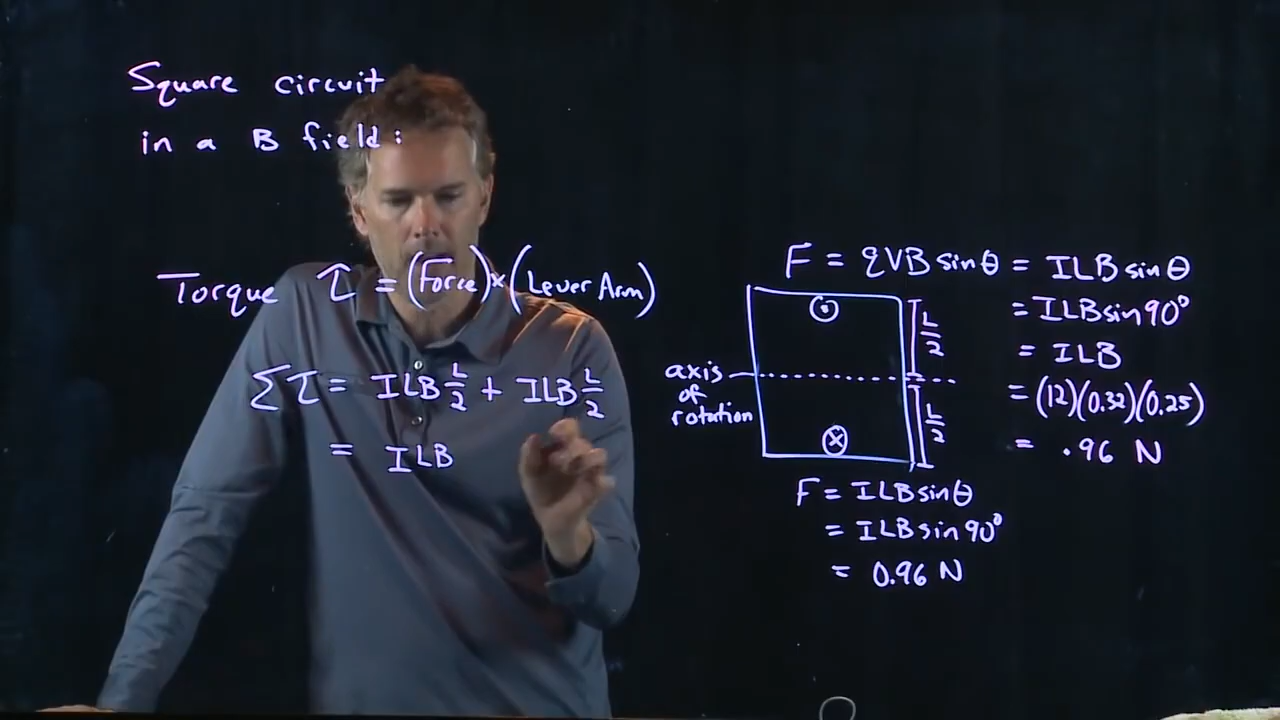 Square circuit
in a B field:
Torque τ = (Force)×(Lever Arm)
Στ = ILB L/2 + ILB L/2
= ILB
F = qVB sin θ = ILB sin θ
= ILB sin 90°
= ILB
= (12)(0.32)(0.25)
= .96 N
L/2
axis
of
rotation
L/2
F = ILB sin θ
= ILB sin 90°
= 0.96 N